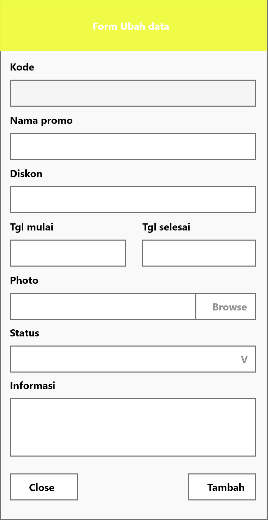 Form Ubah data
Kode
Nama promo
Diskon
Tgl mulai Tgl selesai
Photo
Browse
Status
V
Informasi
Close Tambah